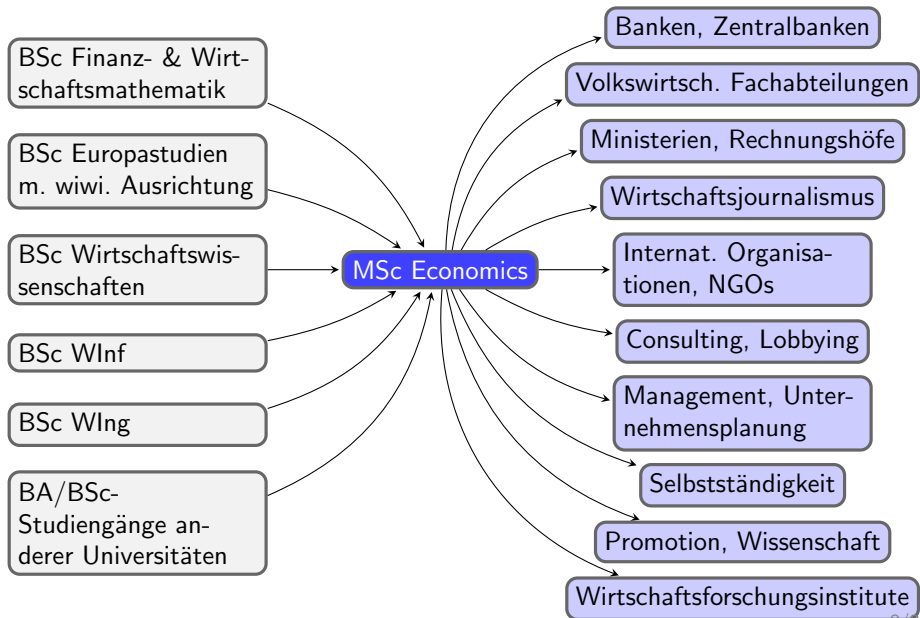 BSc Finanz- & Wirt-
schaftsmathematik
BSc Europastudien
m. wiwi. Ausrichtung
BSc Wirtschaftswis-
senschaften
BSc WInf
BSc WIng
BA/BSc-
Studiengänge an-
derer Universitäten
MSc Economics
Banken, Zentralbanken
Volkswirtsch. Fachabteilungen
Ministerien, Rechnungshöfe
Wirtschaftsjournalismus
Internat. Organisa-
tionen, NGOs
Consulting, Lobbying
Management, Unter-
nehmensplanung
Selbstständigkeit
Promotion, Wissenschaft
Wirtschaftsforschungsinstitute